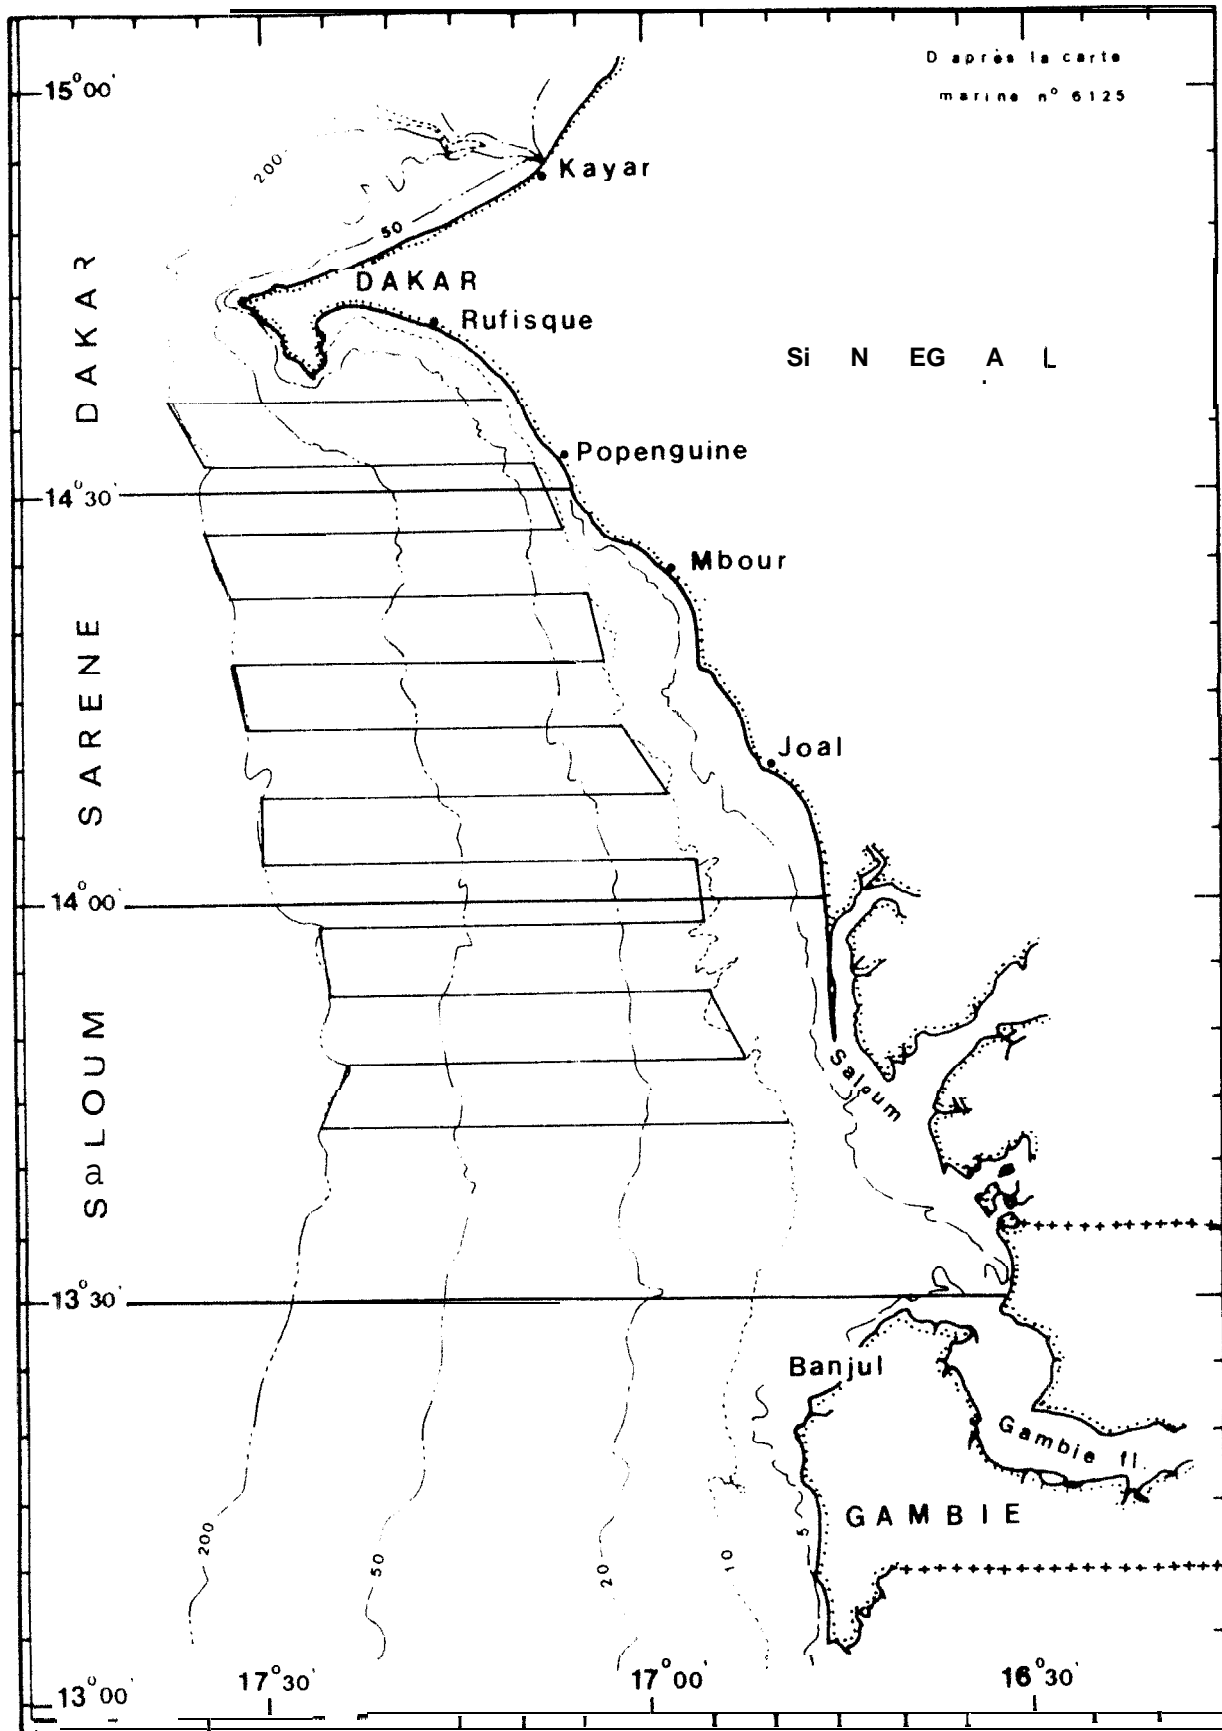 D après la carte
marine n° 6125
15°00'
200
Kayar
50
DAKAR
DAKAR
Rufisque
Si N EG A L
Popenguine
14°30'
Mbour
SARENE
Joal
14°00'
SaLOUM
Saloum
13°30'
Banjul
Gambie fl.
GAMBIE
200
50
20
10
5
17°30'
17°00'
16°30'
13°00'